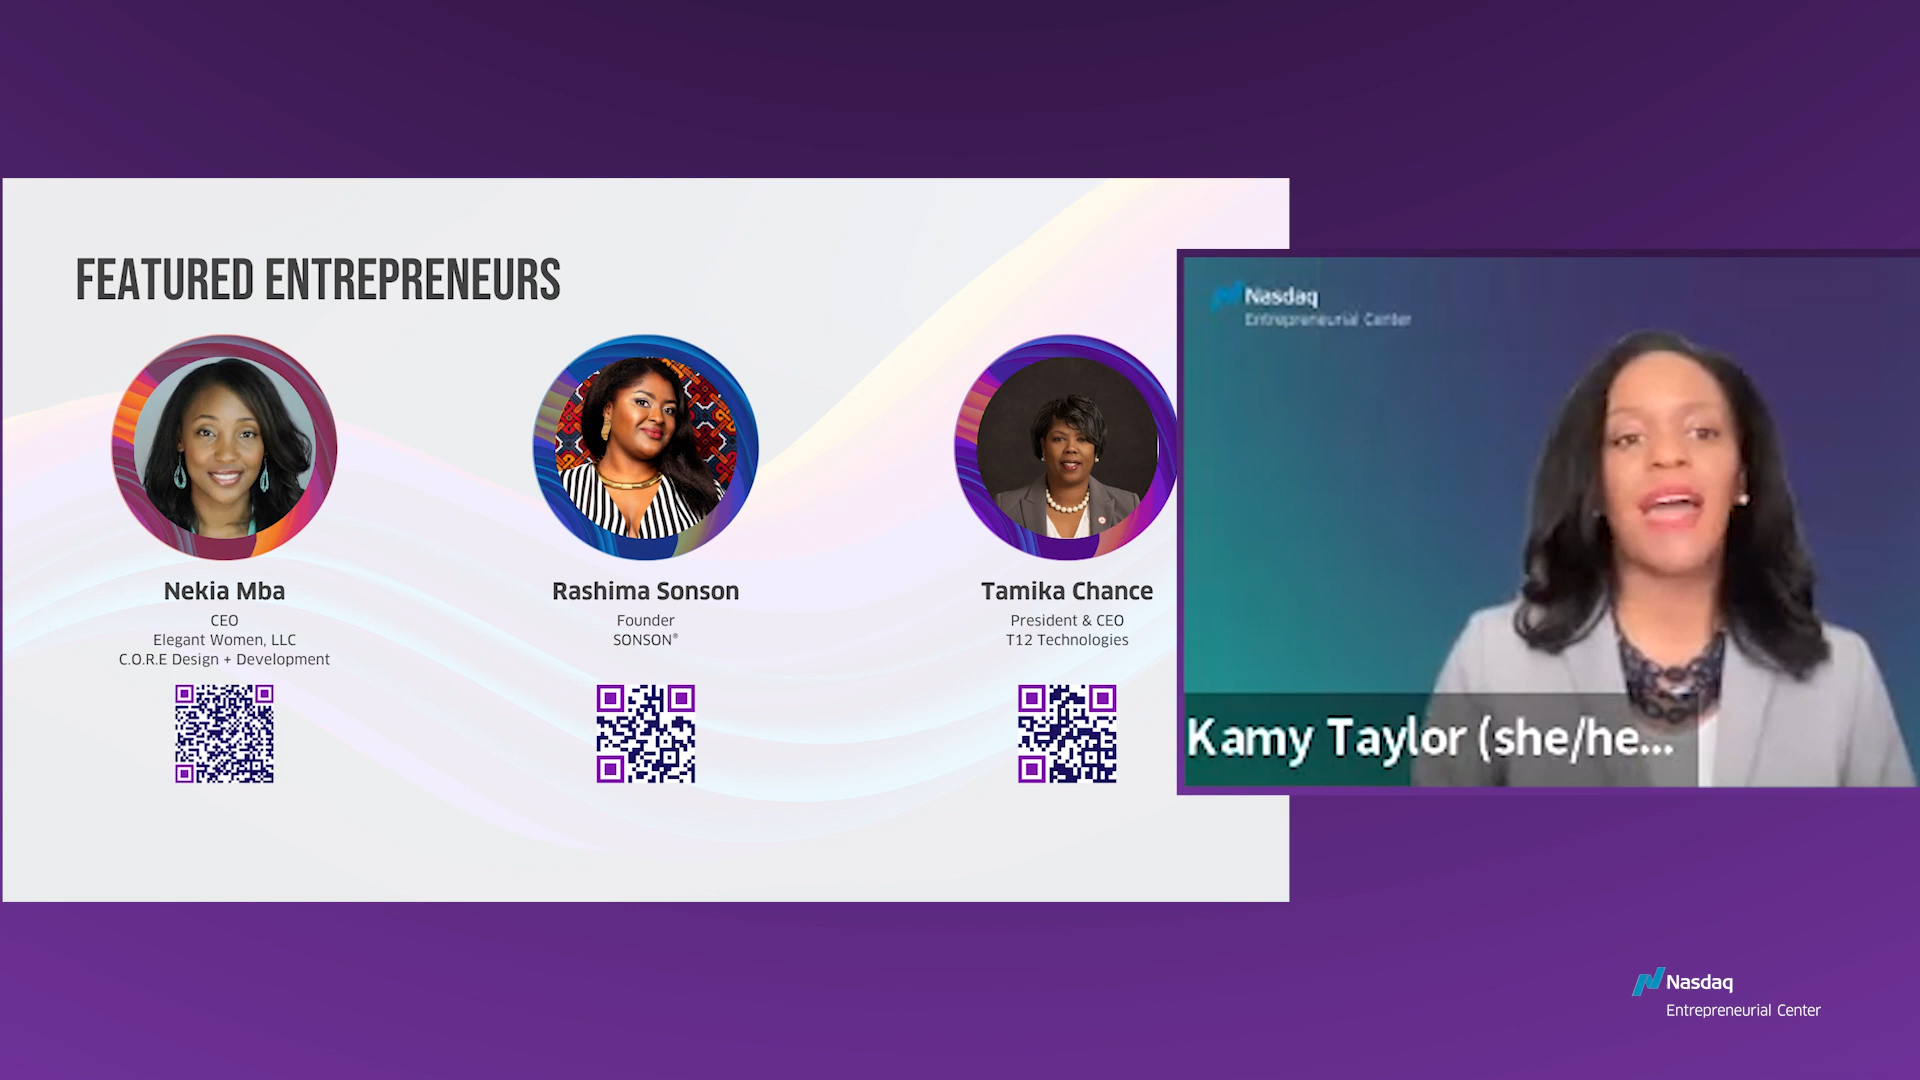 FEATURED ENTREPRENEURS
Nekia Mba
CEO
Elegant Women, LLC
C.O.R.E Design + Development
Rashima Sonson
Founder
SONSON®
Tamika Chance
President & CEO
T12 Technologies
Nasdaq
Entrepreneurial Center
Kamy Taylor (she/he...
Nasdaq
Entrepreneurial Center